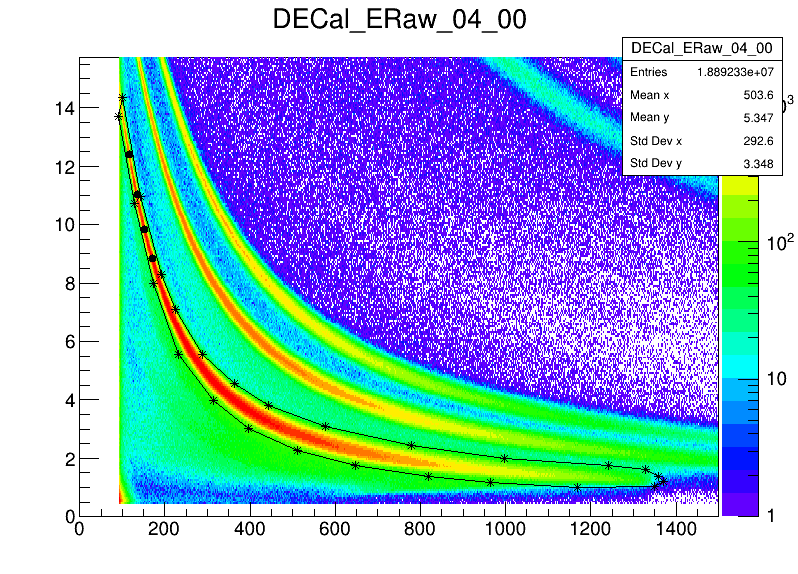 DECal_ERaw_04_00
DECal_ERaw_04_00
Entries 1.889233e+07
Mean x 503.6
Mean y 5.347
Std Dev x 292.6
Std Dev y 3.348
14
12
10
8
6
4
2
0
0 200 400 600 800 1000 1200 1400
10²
10
1